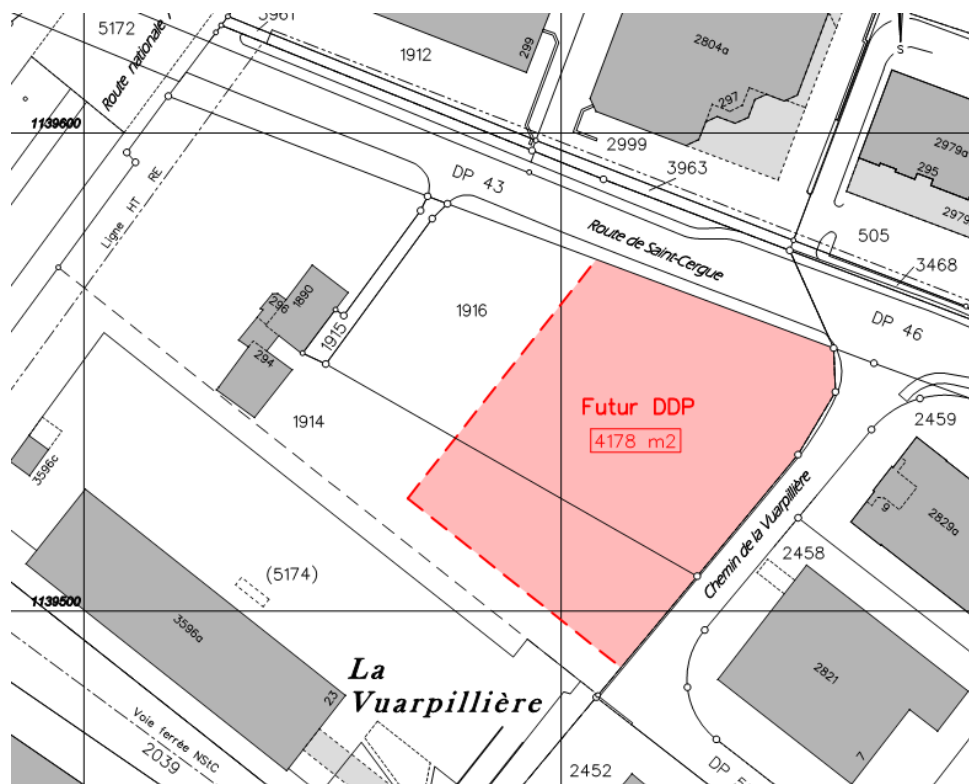 3961
5172
Route nationale
1912
299
2804a
297
S
1139600
2999
2979a
295
2979
3963
DP 43
Ligne HT RE
Route de Saint-Cergue
505
3468
DP 46
296
1890
1915
1916
294
1914
Futur DDP
4178 m2
2459
3596c
9
2829a
Chemin de la Vuarpillière
2458
(5174)
1139500
3596a
2821
La
Vuarpillière
23
Voie ferrée NStC
2039
7
DP 5
2452